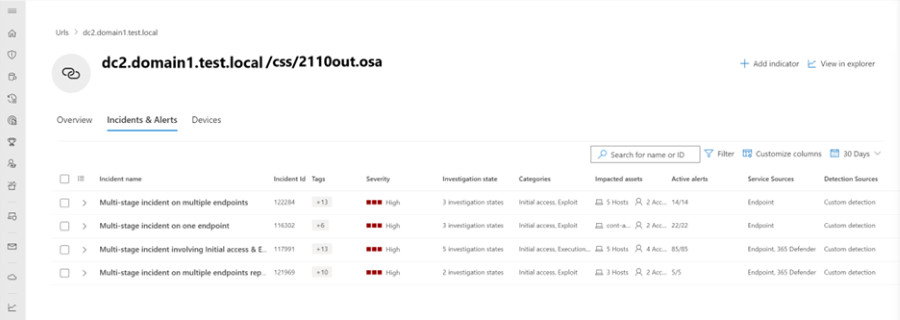 Urls > dc2.domain1.test.local
dc2.domain1.test.local/css/2110out.osa
Add indicator View in explorer
Overview Incidents & Alerts Devices
Search for name or ID Filter Customize columns 30 Days
Incident name Incident Id Tags Severity Investigation state Categories Impacted assets Active alerts Service Sources Detection Sources
Multi-stage incident on multiple endpoints 122284 +13 High 3 investigation states Initial access, Exploit 5 Hosts 2 Acc... 14/14 Endpoint Custom detection
Multi-stage incident on one endpoint 116302 +6 High 3 investigation states Initial access, Exploit cont-a... 2 Acc... 22/22 Endpoint Custom detection
Multi-stage incident involving Initial access & E... 117991 +13 High 5 investigation states Initial access, Execution... 5 Hosts 4 Acc... 85/85 Endpoint, 365 Defender Custom detection
Multi-stage incident on multiple endpoints rep... 121969 +10 High 2 investigation states Initial access, Exploit 3 Hosts 2 Acc... 5/5 Endpoint, 365 Defender Custom detection